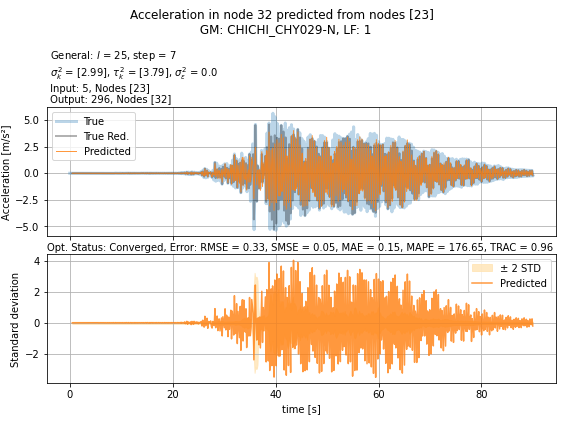 Acceleration in node 32 predicted from nodes [23]
GM: CHICHI_CHY029-N, LF: 1
General: l = 25, step = 7
σ²ₖ = [2.99], τ²ₖ = [3.79], σ²ε = 0.0
Input: 5, Nodes [23]
Output: 296, Nodes [32]
Acceleration [m/s²]
5.0
2.5
0.0
−2.5
−5.0
True
True Red.
Predicted
Opt. Status: Converged, Error: RMSE = 0.33, SMSE = 0.05, MAE = 0.15, MAPE = 176.65, TRAC = 0.96
Standard deviation
4
2
0
−2
± 2 STD
Predicted
0
20
40
60
80
time [s]